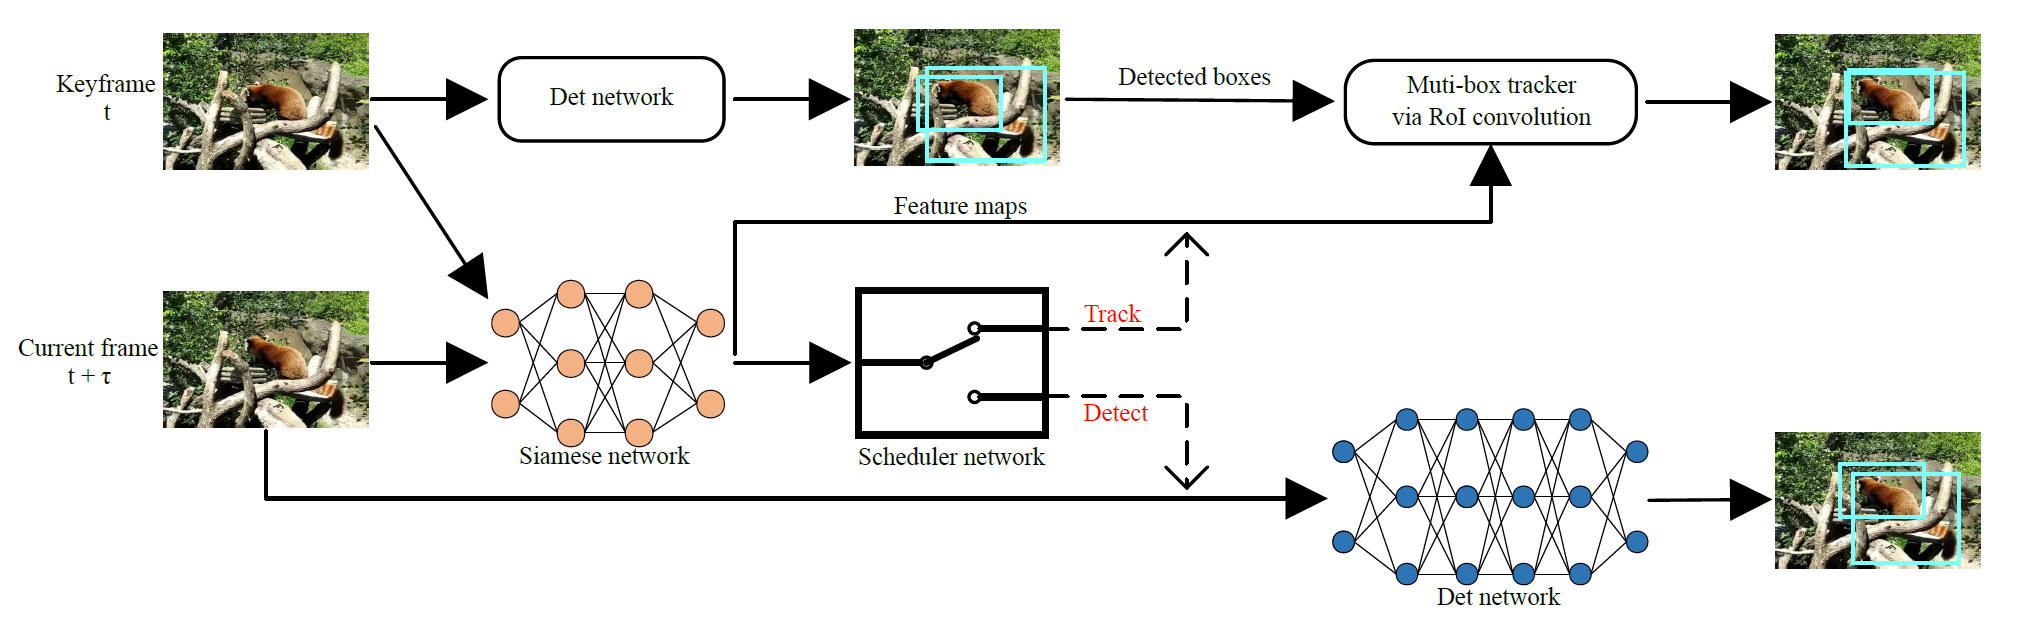 Keyframe
t
Det network
Detected boxes
Muti-box tracker
via RoI convolution
Feature maps
Current frame
t + τ
Siamese network
Scheduler network
Track
Detect
Det network